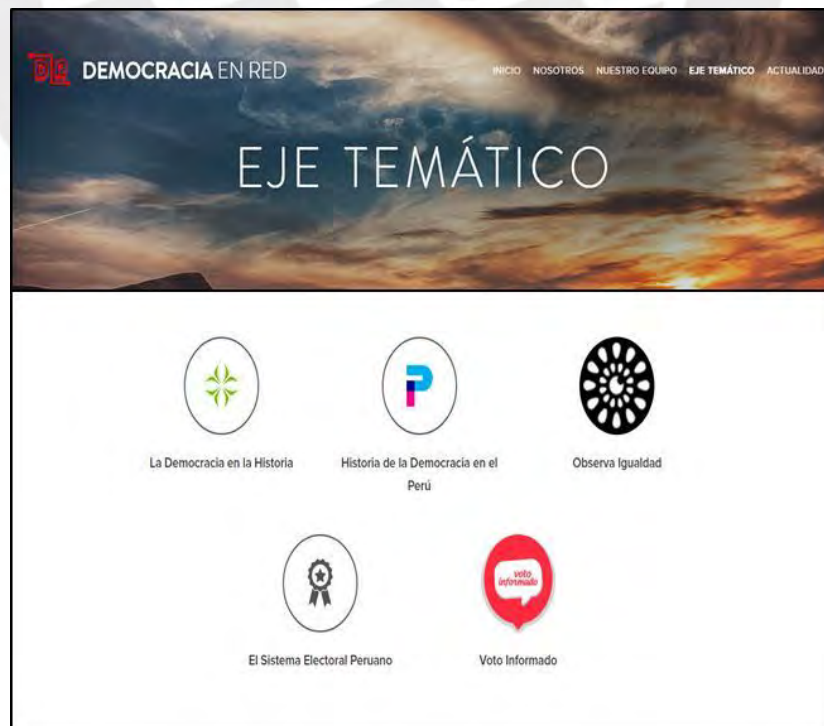 DEMOCRACIA EN RED
INICIO NOSOTROS NUESTRO EQUIPO EJE TEMÁTICO ACTUALIDAD
EJE TEMÁTICO
La Democracia en la Historia
Historia de la Democracia en el
Perú
Observa Igualdad
voto
informado
El Sistema Electoral Peruano
Voto Informado